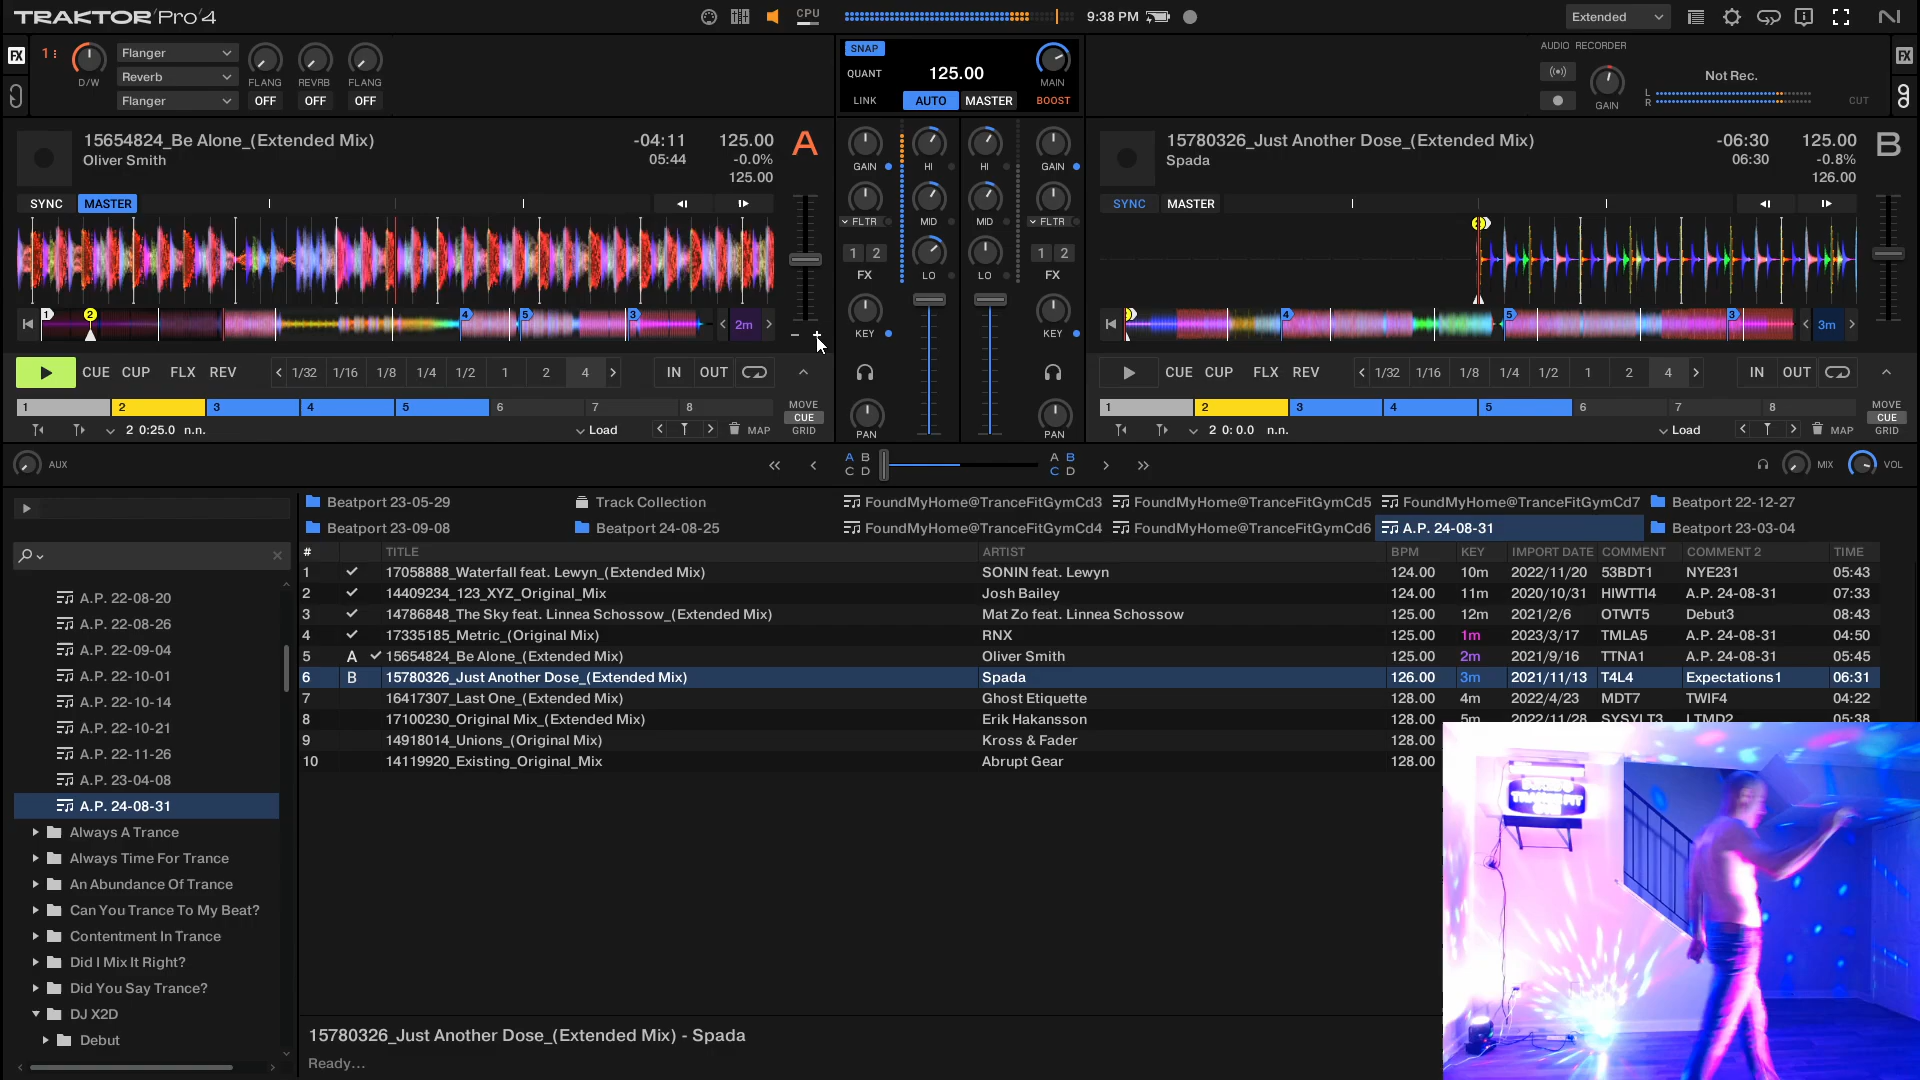 TRAKTOR Pro 4
CPU
9:38 PM
Extended
FX
1
D/W
Flanger
Reverb
Flanger
FLANG
REVRB
FLANG
OFF
OFF
OFF
SNAP
QUANT
125.00
MAIN
LINK
AUTO
MASTER
BOOST
AUDIO RECORDER
GAIN
L
R
Not Rec.
CUT
FX
15654824_Be Alone_(Extended Mix)
Oliver Smith
-04:11
05:44
125.00
-0.0%
125.00
A
SYNC
MASTER
1
2
4
5
3
2m
CUE
CUP
FLX
REV
1/32
1/16
1/8
1/4
1/2
1
2
4
IN
OUT
1
2
3
4
5
6
7
8
MOVE
CUE
GRID
2 0:25.0 n.n.
Load
MAP
GAIN
HI
HI
GAIN
FLTR
MID
MID
FLTR
1 2
1 2
FX
LO
LO
FX
KEY
KEY
PAN
PAN
15780326_Just Another Dose_(Extended Mix)
Spada
-06:30
06:30
125.00
-0.8%
126.00
B
SYNC
MASTER
4
5
3
3m
CUE
CUP
FLX
REV
1/32
1/16
1/8
1/4
1/2
1
2
4
IN
OUT
1
2
3
4
5
6
7
8
MOVE
CUE
GRID
2 0: 0.0 n.n.
Load
MAP
AUX
A B
C D
A B
C D
MIX
VOL
Beatport 23-05-29
Track Collection
FoundMyHome@TranceFitGymCd3
FoundMyHome@TranceFitGymCd5
FoundMyHome@TranceFitGymCd7
Beatport 22-12-27
Beatport 23-09-08
Beatport 24-08-25
FoundMyHome@TranceFitGymCd4
FoundMyHome@TranceFitGymCd6
A.P. 24-08-31
Beatport 23-03-04
A.P. 22-08-20
A.P. 22-08-26
A.P. 22-09-04
A.P. 22-10-01
A.P. 22-10-14
A.P. 22-10-21
A.P. 22-11-26
A.P. 23-04-08
A.P. 24-08-31
Always A Trance
Always Time For Trance
An Abundance Of Trance
Can You Trance To My Beat?
Contentment In Trance
Did I Mix It Right?
Did You Say Trance?
DJ X2D
Debut
# TITLE ARTIST BPM KEY IMPORT DATE COMMENT COMMENT 2 TIME
1 17058888_Waterfall feat. Lewyn_(Extended Mix) SONIN feat. Lewyn 124.00 10m 2022/11/20 53BDT1 NYE231 05:43
2 14409234_123_XYZ_Original_Mix Josh Bailey 124.00 11m 2020/10/31 HIWTTI4 A.P. 24-08-31 07:33
3 14786848_The Sky feat. Linnea Schossow_(Extended Mix) Mat Zo feat. Linnea Schossow 125.00 12m 2021/2/6 OTWT5 Debut3 08:43
4 17335185_Metric_(Original Mix) RNX 125.00 1m 2023/3/17 TMLA5 A.P. 24-08-31 04:50
5 A 15654824_Be Alone_(Extended Mix) Oliver Smith 125.00 2m 2021/9/16 TTNA1 A.P. 24-08-31 05:45
6 B 15780326_Just Another Dose_(Extended Mix) Spada 126.00 3m 2021/11/13 T4L4 Expectations1 06:31
7 16417307_Last One_(Extended Mix) Ghost Etiquette 128.00 4m 2022/4/23 MDT7 TWIF4 04:22
8 17100230_Original Mix_(Extended Mix) Erik Hakansson 128.00 5m 2022/11/28 SYSYLT3 LTMD2 05:38
9 14918014_Unions_(Original Mix) Kross & Fader 128.00
10 14119920_Existing_Original_Mix Abrupt Gear 128.00
15780326_Just Another Dose_(Extended Mix) - Spada
Ready...